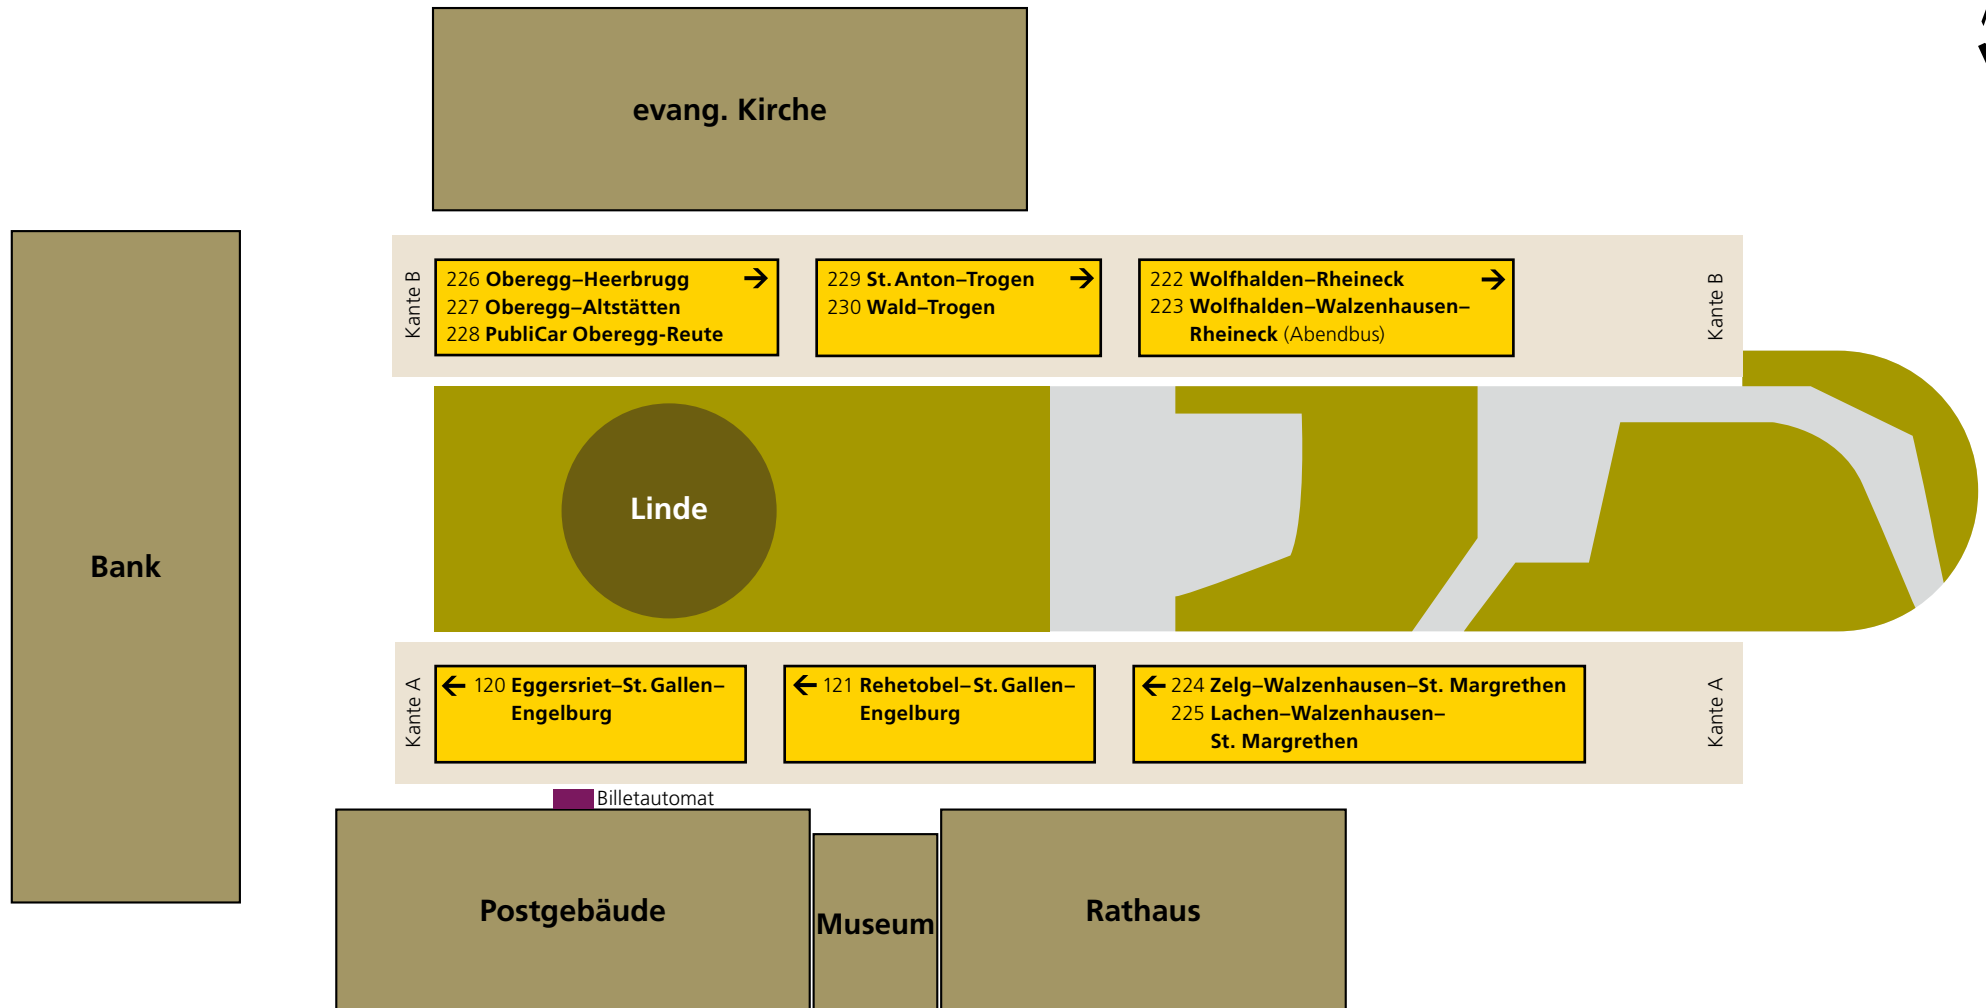 evang. Kirche
Kante B
226 Oberegg–Heerbrugg →
227 Oberegg–Altstätten
228 PubliCar Oberegg-Reute
229 St. Anton–Trogen →
230 Wald–Trogen
222 Wolfhalden–Rheineck →
223 Wolfhalden–Walzenhausen–
Rheineck (Abendbus)
Kante B
Linde
Bank
Kante A
← 120 Eggersriet–St. Gallen–
Engelburg
← 121 Rehetobel–St. Gallen–
Engelburg
← 224 Zelg–Walzenhausen–St. Margrethen
225 Lachen–Walzenhausen–
St. Margrethen
Kante A
Billetautomat
Postgebäude
Museum
Rathaus